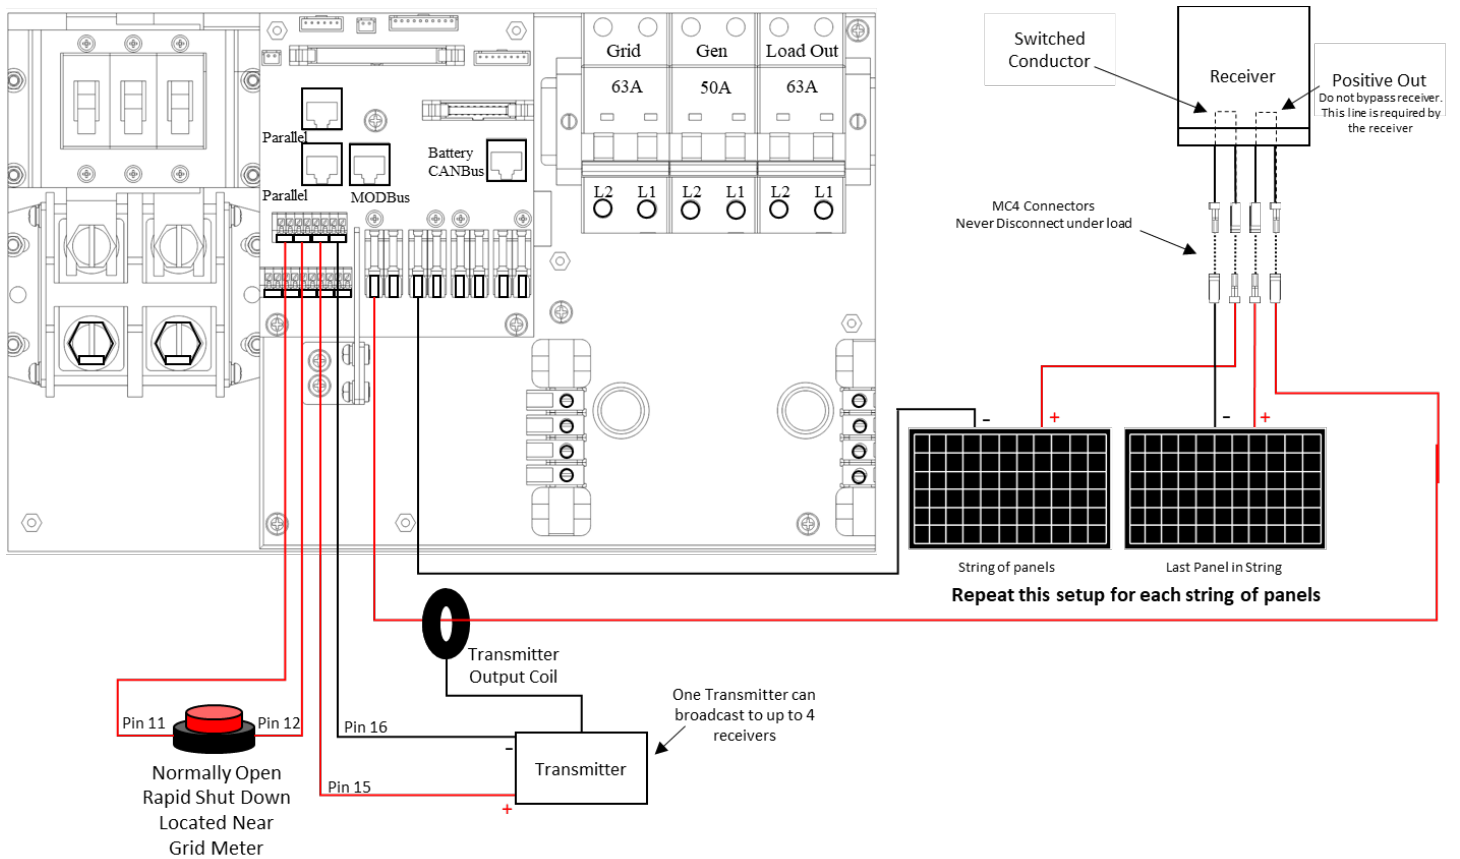 Grid
Gen
Load Out
63A
50A
63A
Parallel
Parallel
MODBus
Battery
CANBus
L2
L1
L2
L1
L2
L1
Switched
Conductor
Receiver
Positive Out
Do not bypass receiver.
This line is required by
the receiver
MC4 Connectors
Never Disconnect under load
-
+
-
+
String of panels
Last Panel in String
Repeat this setup for each string of panels
Transmitter
Output Coil
One Transmitter can
broadcast to up to 4
receivers
Pin 11
Pin 12
Pin 16
-
Transmitter
Pin 15
+
Normally Open
Rapid Shut Down
Located Near
Grid Meter